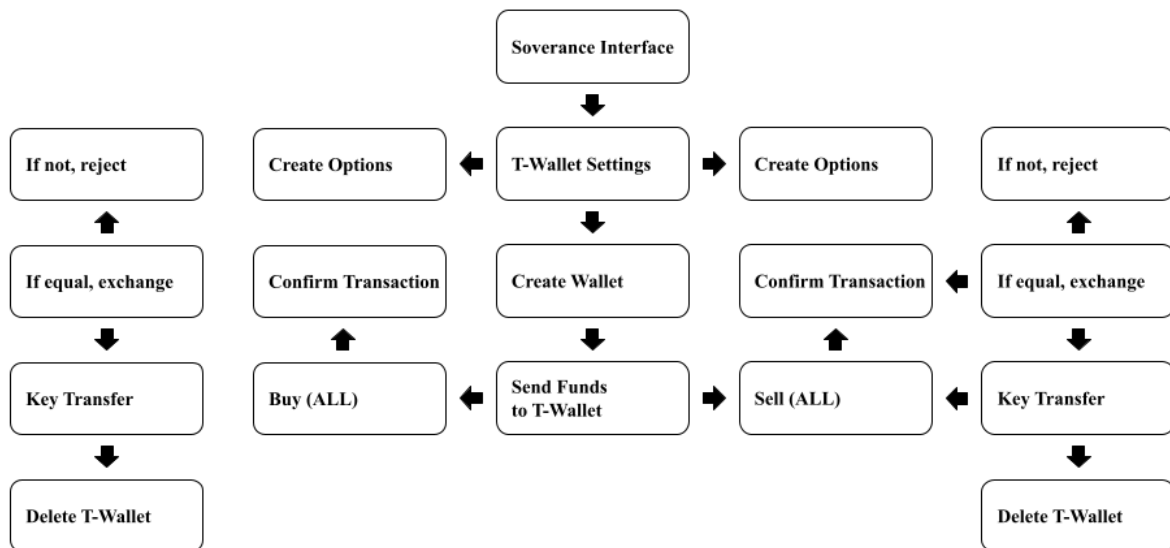 Soverance Interface
If not, reject
Create Options
T-Wallet Settings
Create Options
If not, reject
If equal, exchange
Confirm Transaction
Create Wallet
Confirm Transaction
If equal, exchange
Key Transfer
Buy (ALL)
Send Funds
to T-Wallet
Sell (ALL)
Key Transfer
Delete T-Wallet
Delete T-Wallet